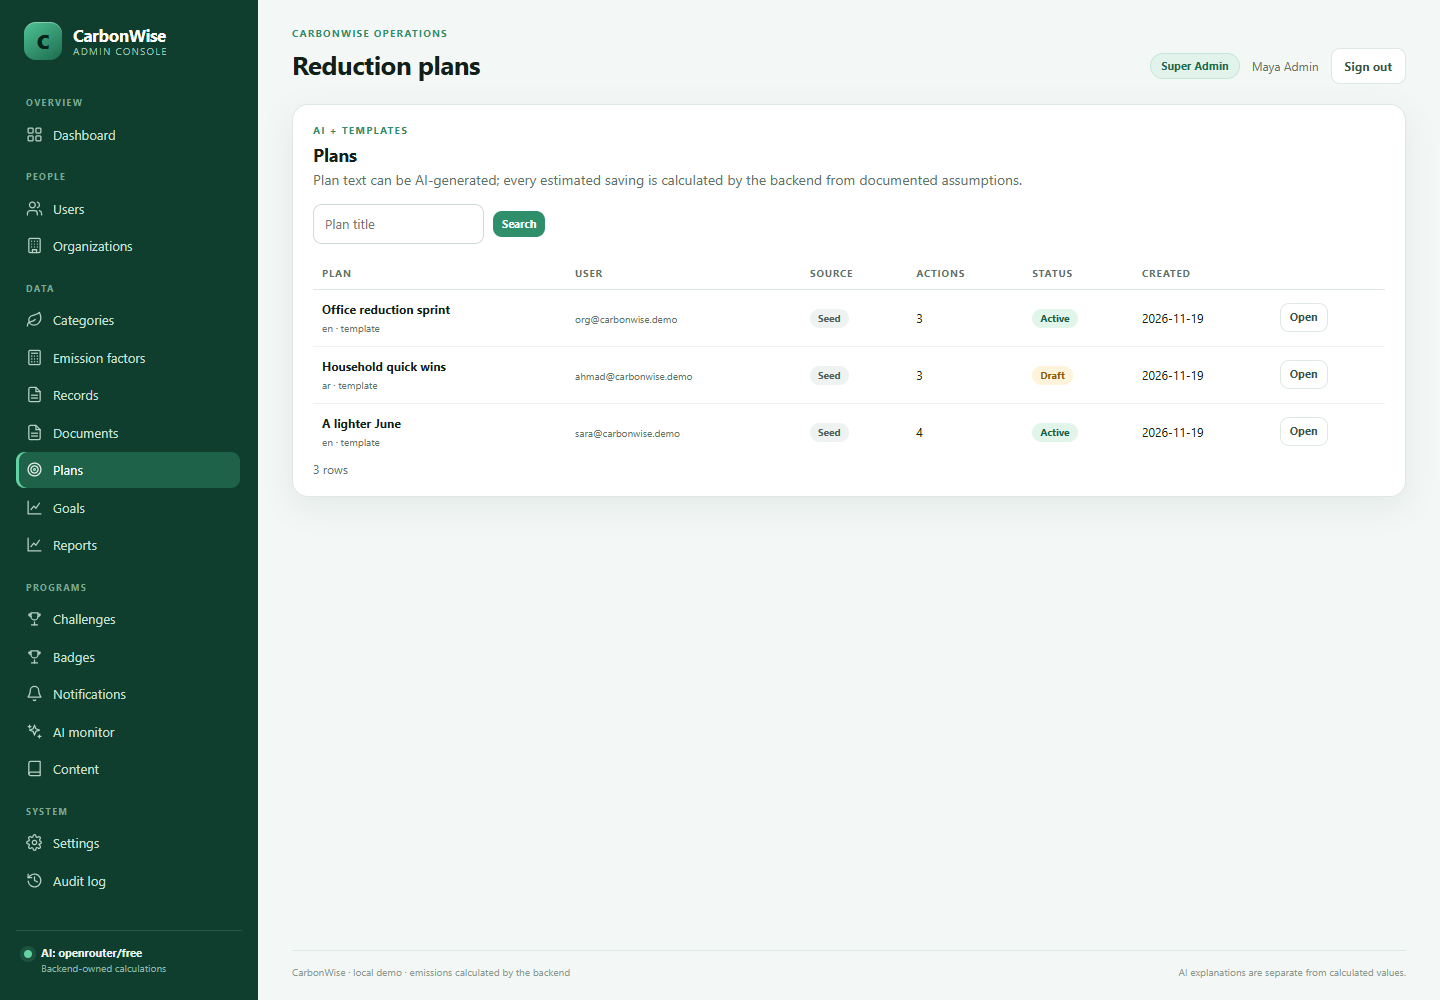 C
CarbonWise
ADMIN CONSOLE
OVERVIEW
Dashboard
PEOPLE
Users
Organizations
DATA
Categories
Emission factors
Records
Documents
Plans
Goals
Reports
PROGRAMS
Challenges
Badges
Notifications
AI monitor
Content
SYSTEM
Settings
Audit log
AI: openrouter/free
Backend-owned calculations
CARBONWISE OPERATIONS
Reduction plans
Super Admin Maya Admin Sign out
AI + TEMPLATES
Plans
Plan text can be AI-generated; every estimated saving is calculated by the backend from documented assumptions.
Plan title Search
PLAN USER SOURCE ACTIONS STATUS CREATED
Office reduction sprint
en · template
org@carbonwise.demo Seed 3 Active 2026-11-19 Open
Household quick wins
ar · template
ahmad@carbonwise.demo Seed 3 Draft 2026-11-19 Open
A lighter June
en · template
sara@carbonwise.demo Seed 4 Active 2026-11-19 Open
3 rows
CarbonWise · local demo · emissions calculated by the backend
AI explanations are separate from calculated values.